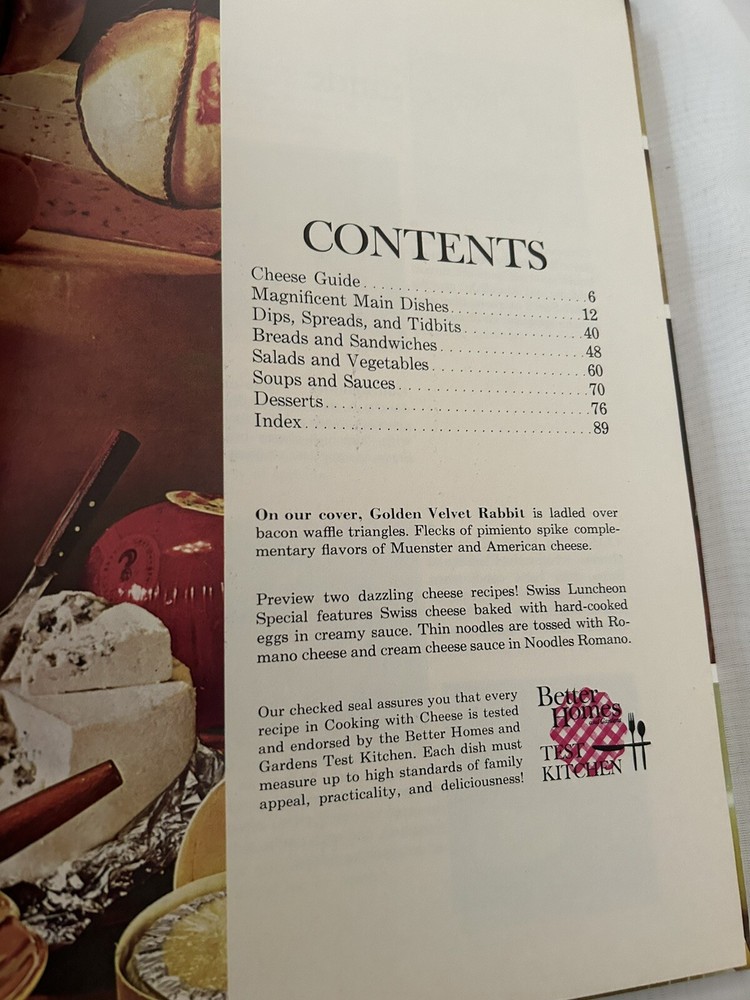 CONTENTS
Cheese Guide..........................6
Magnificent Main Dishes................12
Dips, Spreads, and Tidbits..............40
Breads and Sandwiches................48
Salads and Vegetables.................60
Soups and Sauces.....................70
Desserts..............................76
Index................................89
On our cover, Golden Velvet Rabbit is ladled over
bacon waffle triangles. Flecks of pimiento spike comple-
mentary flavors of Muenster and American cheese.
Preview two dazzling cheese recipes! Swiss Luncheon
Special features Swiss cheese baked with hard-cooked
eggs in creamy sauce. Thin noodles are tossed with Ro-
mano cheese and cream cheese sauce in Noodles Romano.
Our checked seal assures you that every
recipe in Cooking with Cheese is tested
and endorsed by the Better Homes and
Gardens Test Kitchen. Each dish must
measure up to high standards of family
appeal, practicality, and deliciousness!
Better
Homes
TEST
KITCHEN